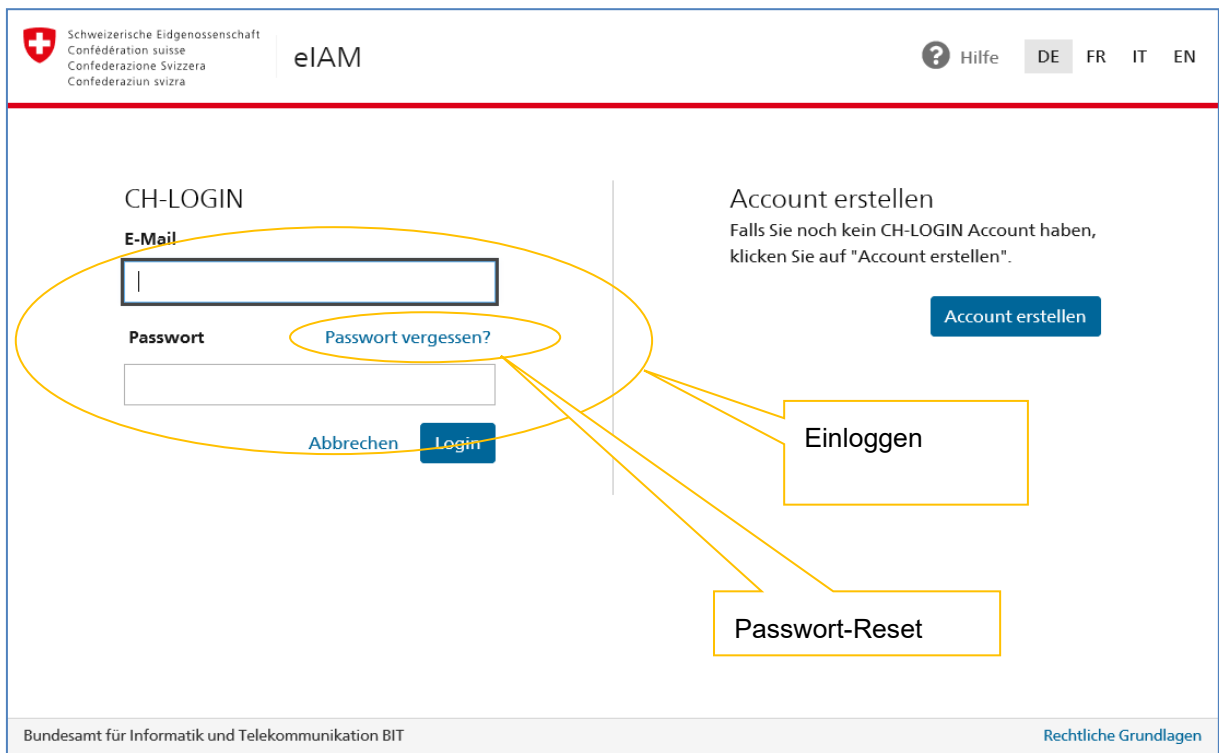 Schweizerische Eidgenossenschaft
Confédération suisse
Confederazione Svizzera
Confederaziun svizra
eIAM
Hilfe DE FR IT EN
CH-LOGIN
E-Mail
Passwort Passwort vergessen?
Abbrechen Login
Account erstellen
Falls Sie noch kein CH-LOGIN Account haben,
klicken Sie auf "Account erstellen".
Account erstellen
Einloggen
Passwort-Reset
Bundesamt für Informatik und Telekommunikation BIT Rechtliche Grundlagen